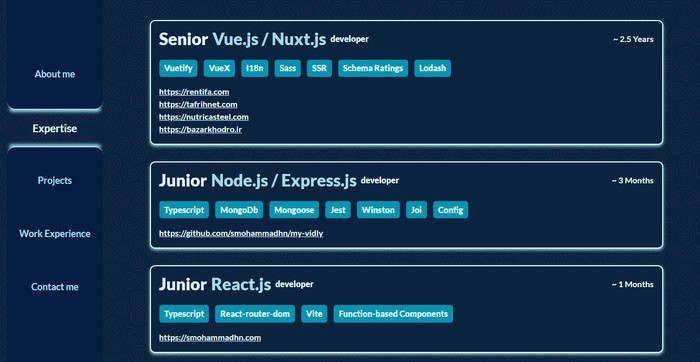 About me
Expertise
Projects
Work Experience
Contact me
Senior Vue.js / Nuxt.js developer
~ 2.5 Years
Vuetify VueX I18n Sass SSR Schema Ratings Lodash
https://rentifa.com
https://tafrihnet.com
https://nutricasteel.com
https://bazarkhodro.ir
Junior Node.js / Express.js developer
~ 3 Months
Typescript MongoDb Mongoose Jest Winston Joi Config
https://github.com/smohammadhn/my-vidly
Junior React.js developer
~ 1 Months
Typescript React-router-dom Vite Function-based Components
https://smohammadhn.com